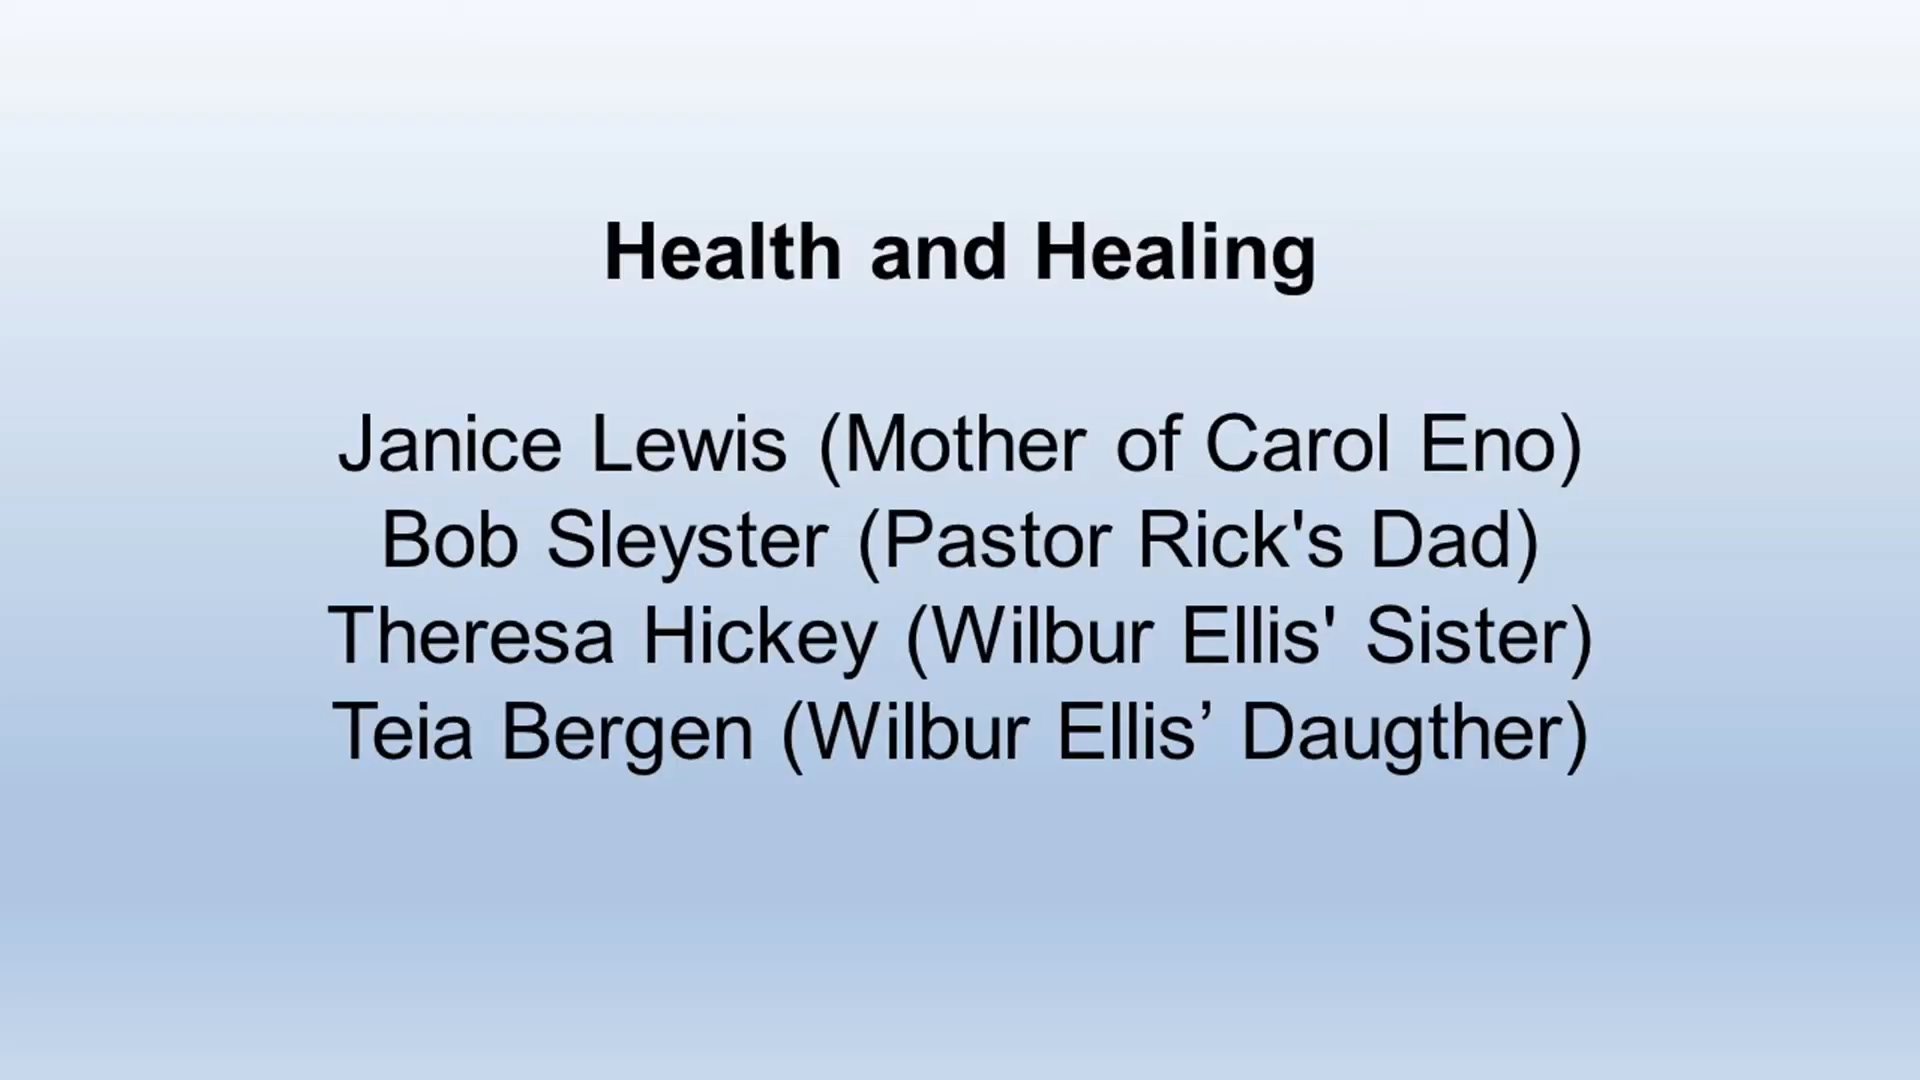 Health and Healing
Janice Lewis (Mother of Carol Eno)
Bob Sleyster (Pastor Rick's Dad)
Theresa Hickey (Wilbur Ellis' Sister)
Teia Bergen (Wilbur Ellis’ Daugther)